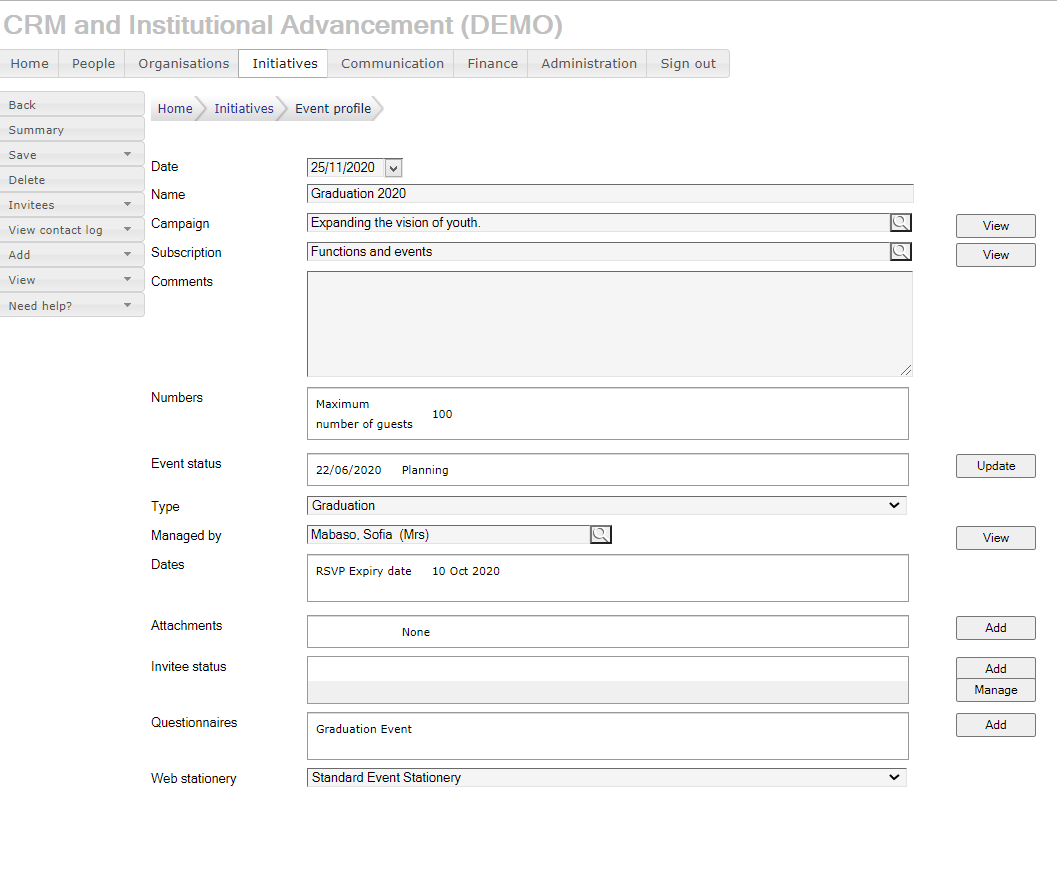 CRM and Institutional Advancement (DEMO)
Home People Organisations Initiatives Communication Finance Administration Sign out
Back
Summary
Save
Delete
Invitees
View contact log
Add
View
Need help?
Home Initiatives Event profile
Date 25/11/2020
Name Graduation 2020
Campaign Expanding the vision of youth. View
Subscription Functions and events View
Comments
Numbers
Maximum
number of guests 100
Event status 22/06/2020 Planning Update
Type Graduation
Managed by Mabaso, Sofia (Mrs) View
Dates RSVP Expiry date 10 Oct 2020
Attachments None Add
Invitee status Add
Manage
Questionnaires Graduation Event Add
Web stationery Standard Event Stationery